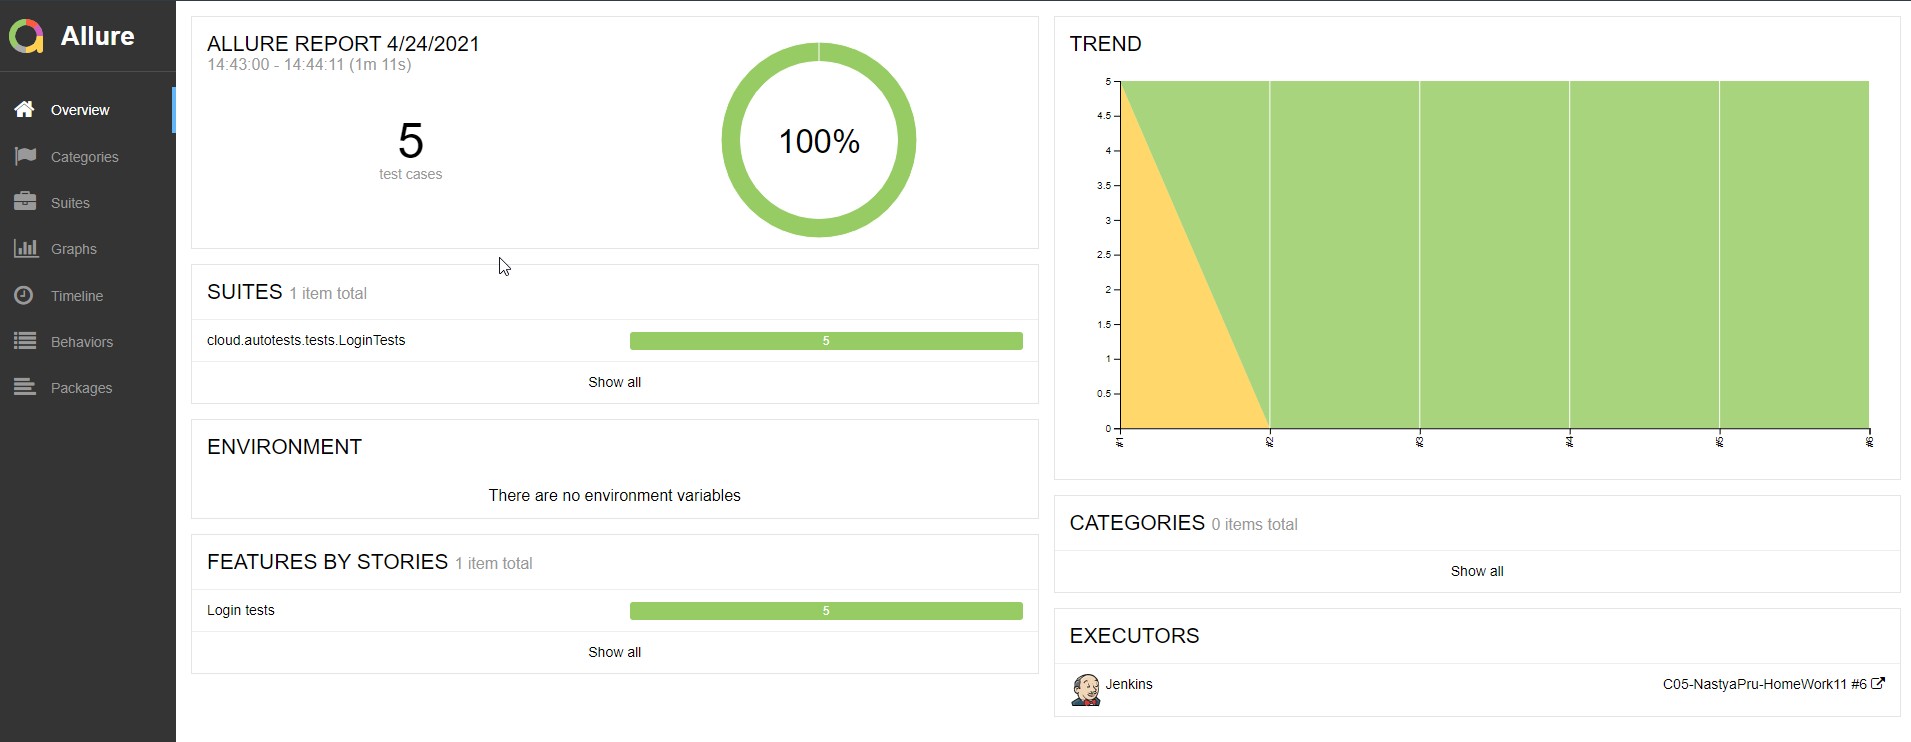 Allure
Overview
Categories
Suites
Graphs
Timeline
Behaviors
Packages
ALLURE REPORT 4/24/2021
14:43:00 - 14:44:11 (1m 11s)
5
test cases
100%
SUITES 1 item total
cloud.autotests.tests.LoginTests 5
Show all
ENVIRONMENT
There are no environment variables
FEATURES BY STORIES 1 item total
Login tests 5
Show all
TREND
5
4.5
4
3.5
3
2.5
2
1.5
1
0.5
0
#1 #2 #3 #4 #5 #6
CATEGORIES 0 items total
Show all
EXECUTORS
Jenkins C05-NastyaPru-HomeWork11 #6